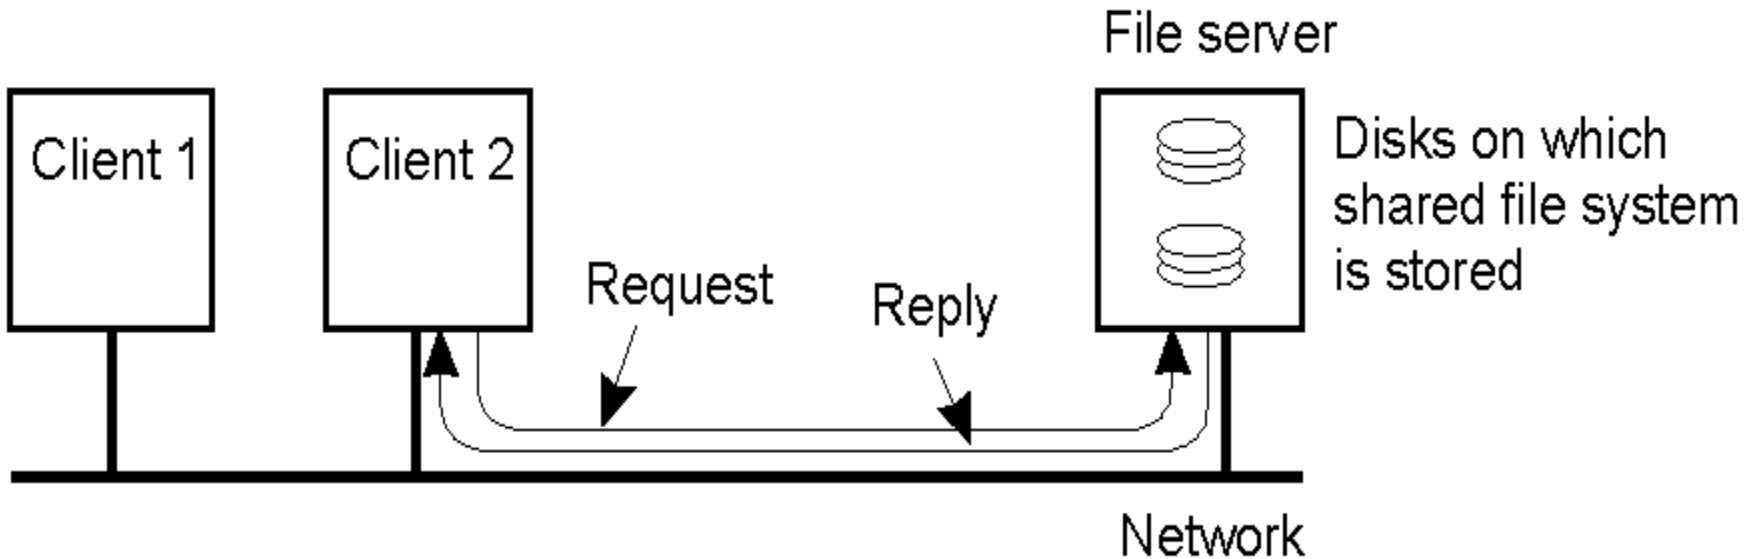 File server
Client 1
Client 2
Disks on which
shared file system
is stored
Request
Reply
Network